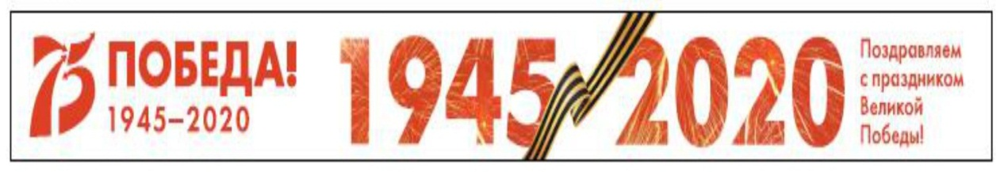 75 ПОБЕДА!
1945–2020
1945 2020
Поздравляем
с праздником
Великой
Победы!